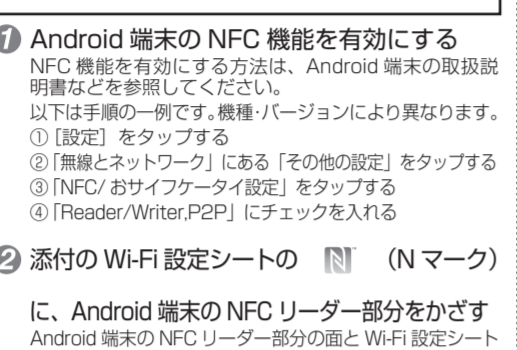 1 Android 端末の NFC 機能を有効にする
NFC 機能を有効にする方法は、Android 端末の取扱説
明書などを参照してください。
以下は手順の一例です。機種・バージョンにより異なります。
①［設定］をタップする
②「無線とネットワーク」にある「その他の設定」をタップする
③「NFC/ おサイフケータイ設定」をタップする
④「Reader/Writer,P2P」にチェックを入れる
2 添付の Wi-Fi 設定シートの N™ （N マーク）
に、Android 端末の NFC リーダー部分をかざす
Android 端末の NFC リーダー部分の面と Wi-Fi 設定シート